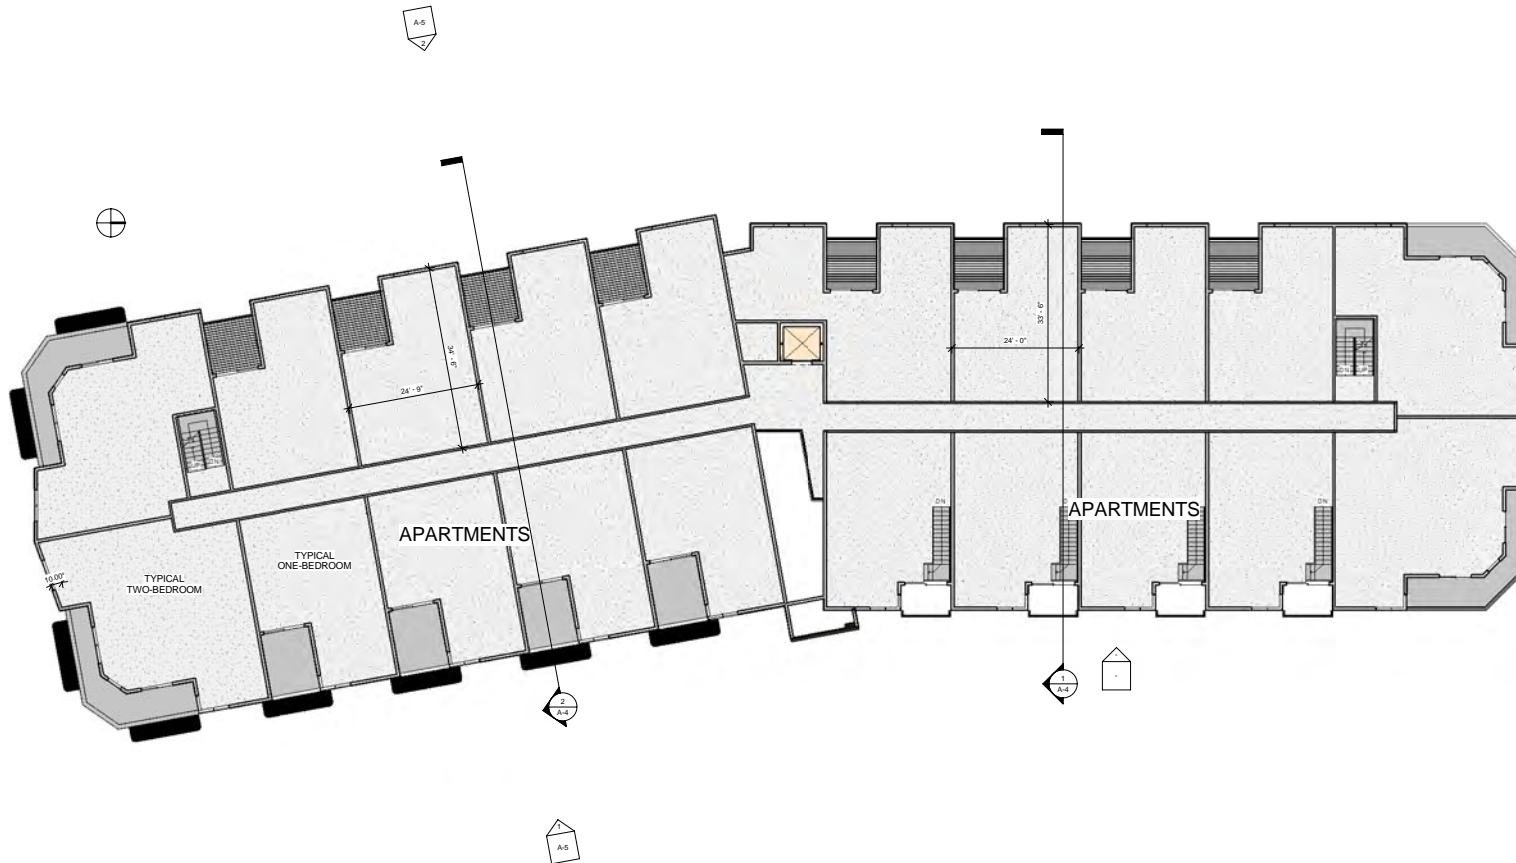 A-5
2
33' - 6"
24' - 0"
34' - 6"
24' - 9"
DN
APARTMENTS
APARTMENTS
TYPICAL
ONE-BEDROOM
TYPICAL
TWO-BEDROOM
10.00"
DN
1
A-4
2
A-4
1
A-5